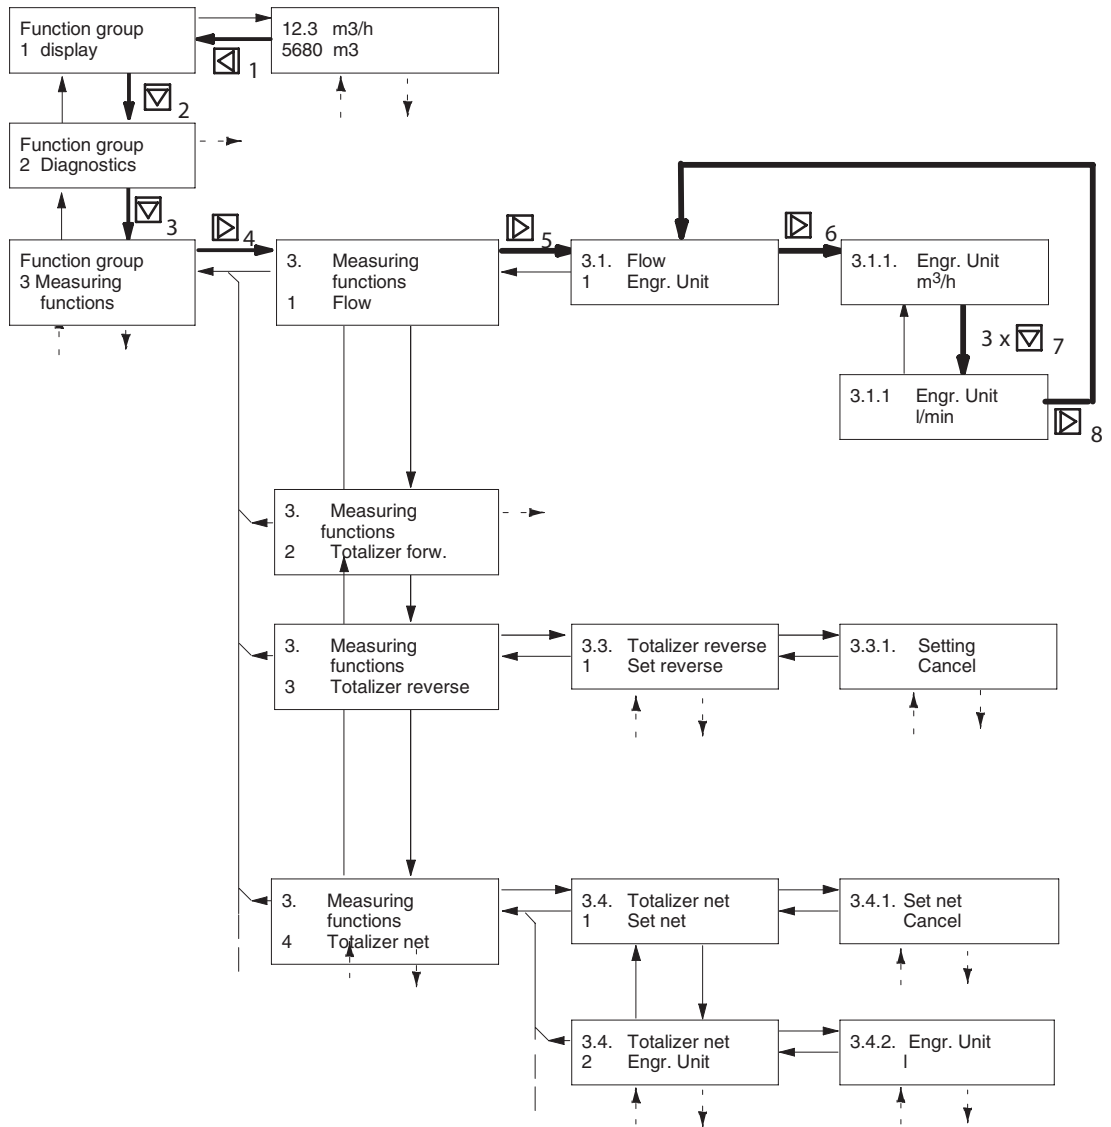 Function group
1 display
12.3 m3/h
5680 m3
1
2
Function group
2 Diagnostics
3
4
5
6
Function group
3 Measuring
functions
3. Measuring
functions
1 Flow
3.1. Flow
1 Engr. Unit
3.1.1. Engr. Unit
m³/h
3 x 7
3.1.1 Engr. Unit
l/min
8
3. Measuring
functions
2 Totalizer forw.
3. Measuring
functions
3 Totalizer reverse
3.3. Totalizer reverse
1 Set reverse
3.3.1. Setting
Cancel
3. Measuring
functions
4 Totalizer net
3.4. Totalizer net
1 Set net
3.4.1. Set net
Cancel
3.4. Totalizer net
2 Engr. Unit
3.4.2. Engr. Unit
l